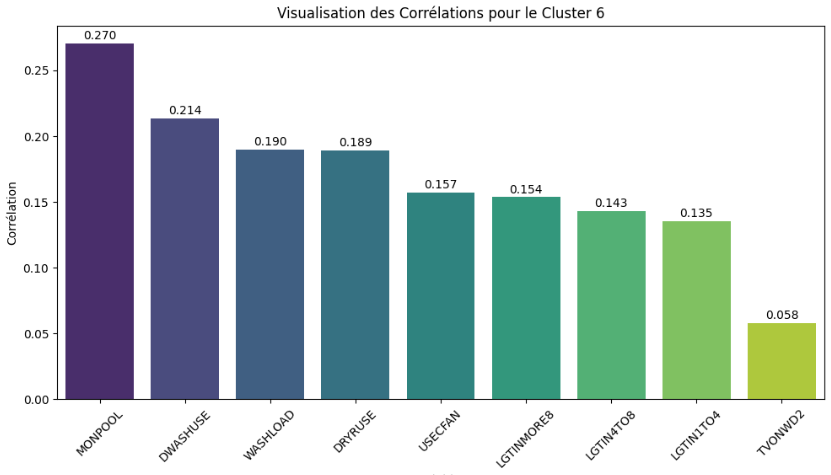 Visualisation des Corrélations pour le Cluster 6
Corrélation
0.25
0.20
0.15
0.10
0.05
0.00
0.270
0.214
0.190
0.189
0.157
0.154
0.143
0.135
0.058
MONPOOL
DWASHUSE
WASHLOAD
DRYRUSE
USECFAN
LGTINMORE8
LGTIN4TO8
LGTIN1TO4
TVONWD2